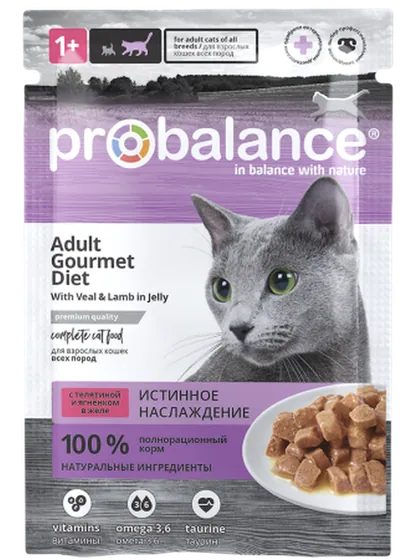 1+
for adult cats of all
breeds / для взрослых
кошек всех пород
probalance®
in balance with nature
Adult
Gourmet
Diet
With Veal & Lamb in Jelly
premium quality
complete cat food
для взрослых кошек
всех пород
с телятиной
и ягненком
в желе
ИСТИННОЕ
НАСЛАЖДЕНИЕ
100 %
полнорационный
корм
НАТУРАЛЬНЫЕ ИНГРЕДИЕНТЫ
3 6
vitamins
витамины
omega 3,6
омега 3,6
taurine
таурин